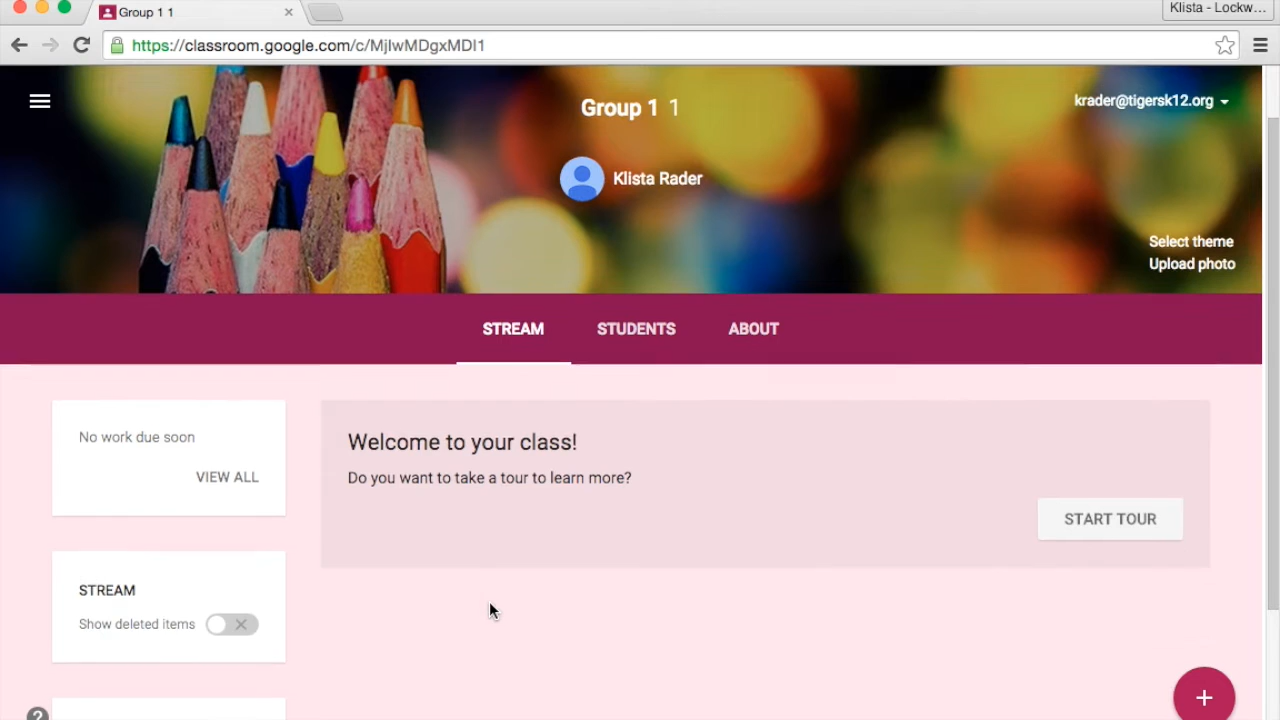 Group 1 1
Klista - Lockw...
https://classroom.google.com/c/MjIwMDgxMDI1
Group 1 1
krader@tigersk12.org
Klista Rader
Select theme
Upload photo
STREAM STUDENTS ABOUT
No work due soon
VIEW ALL
Welcome to your class!
Do you want to take a tour to learn more?
START TOUR
STREAM
Show deleted items
?